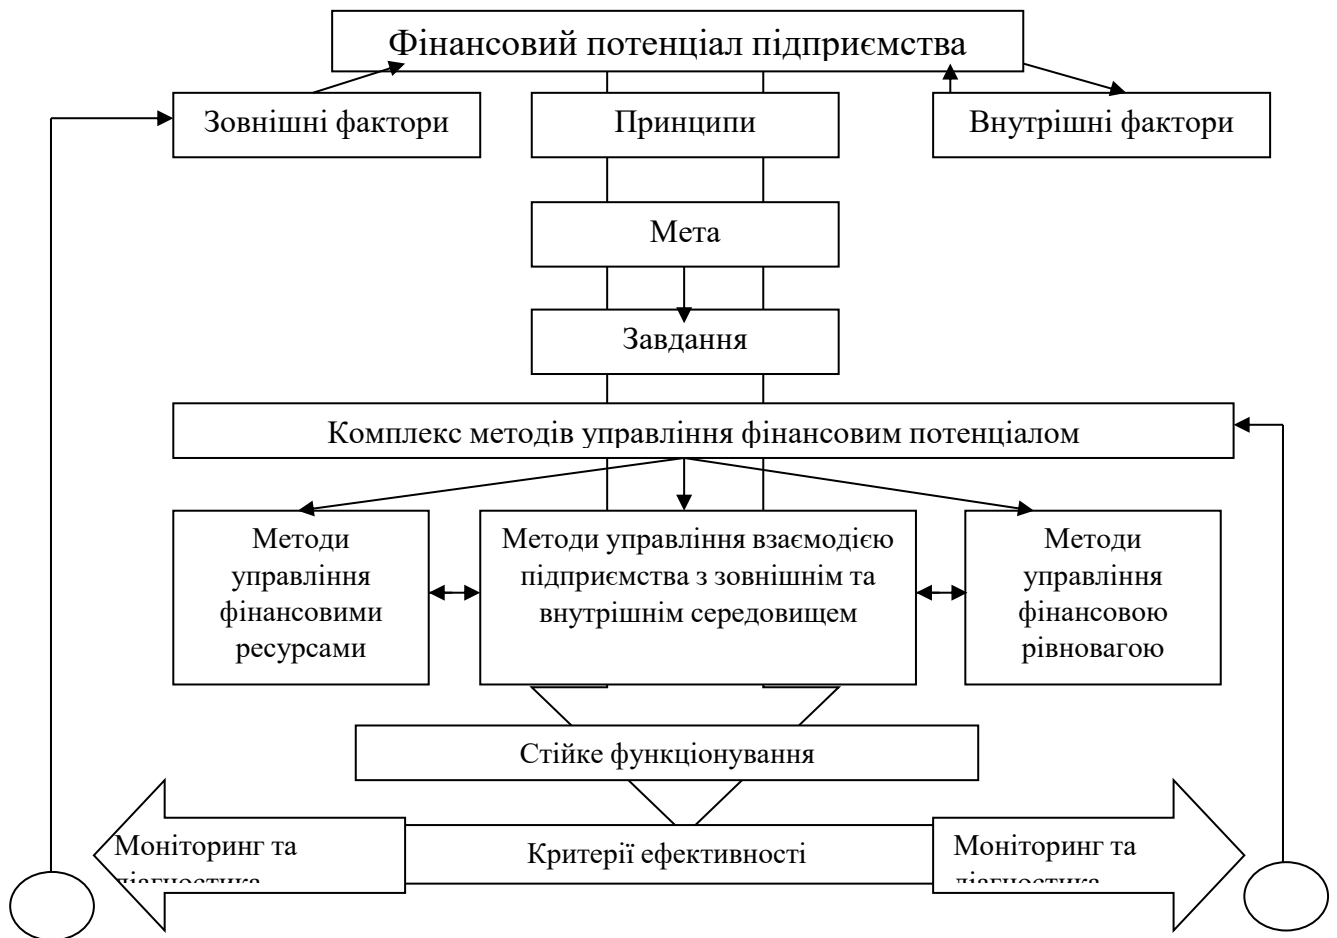 Фінансовий потенціал підприємства
Зовнішні фактори
Принципи
Внутрішні фактори
Мета
Завдання
Комплекс методів управління фінансовим потенціалом
Методи
управління
фінансовими
ресурсами
Методи управління взаємодією
підприємства з зовнішнім та
внутрішнім середовищем
Методи
управління
фінансовою
рівновагою
Стійке функціонування
Моніторинг та
діагностика
Критерії ефективності
Моніторинг та
діагностика